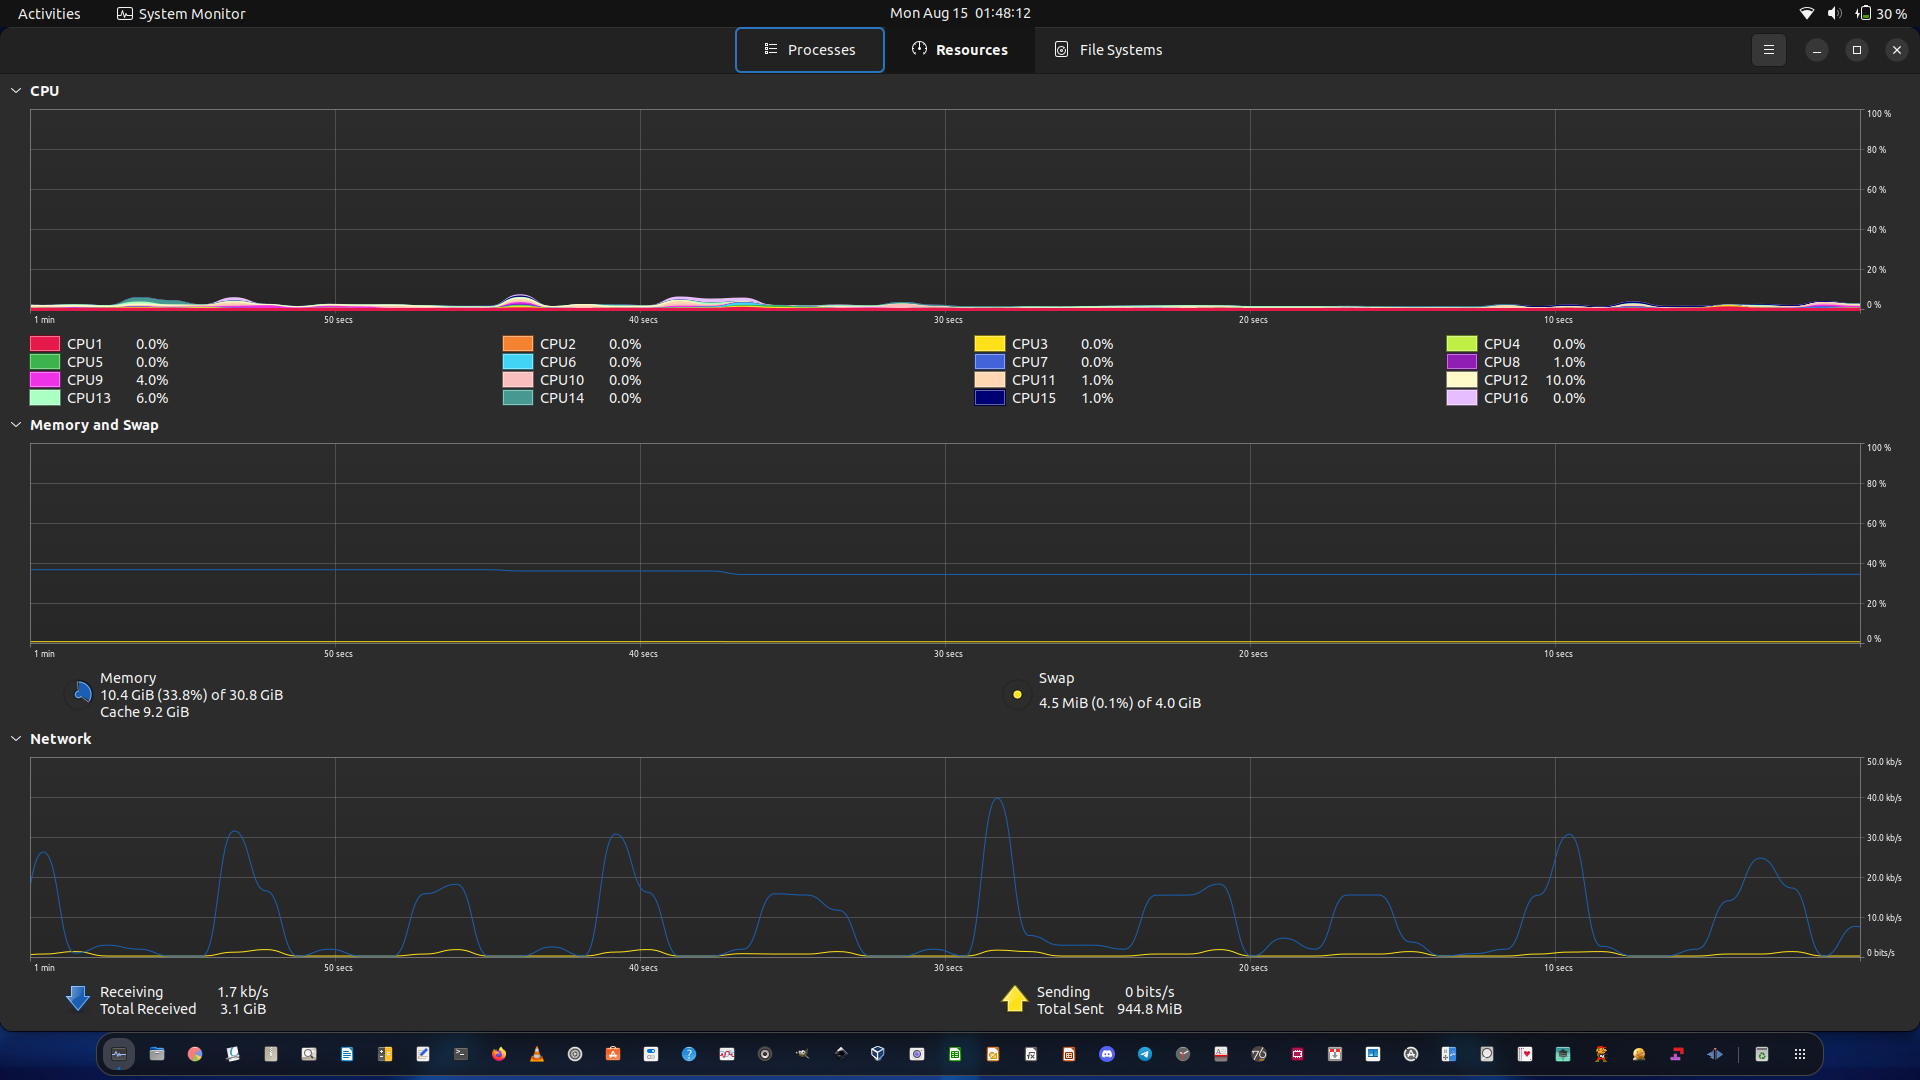 Activities System Monitor Mon Aug 15 01:48:12 30 %
Processes Resources File Systems
CPU
100 %
80 %
60 %
40 %
20 %
0 %
1 min 50 secs 40 secs 30 secs 20 secs 10 secs
CPU1 0.0% CPU2 0.0% CPU3 0.0% CPU4 0.0%
CPU5 0.0% CPU6 0.0% CPU7 0.0% CPU8 1.0%
CPU9 4.0% CPU10 0.0% CPU11 1.0% CPU12 10.0%
CPU13 6.0% CPU14 0.0% CPU15 1.0% CPU16 0.0%
Memory and Swap
100 %
80 %
60 %
40 %
20 %
0 %
1 min 50 secs 40 secs 30 secs 20 secs 10 secs
Memory
10.4 GiB (33.8%) of 30.8 GiB
Cache 9.2 GiB
Swap
4.5 MiB (0.1%) of 4.0 GiB
Network
50.0 kb/s
40.0 kb/s
30.0 kb/s
20.0 kb/s
10.0 kb/s
0 bits/s
1 min 50 secs 40 secs 30 secs 20 secs 10 secs
Receiving 1.7 kb/s
Total Received 3.1 GiB
Sending 0 bits/s
Total Sent 944.8 MiB
76